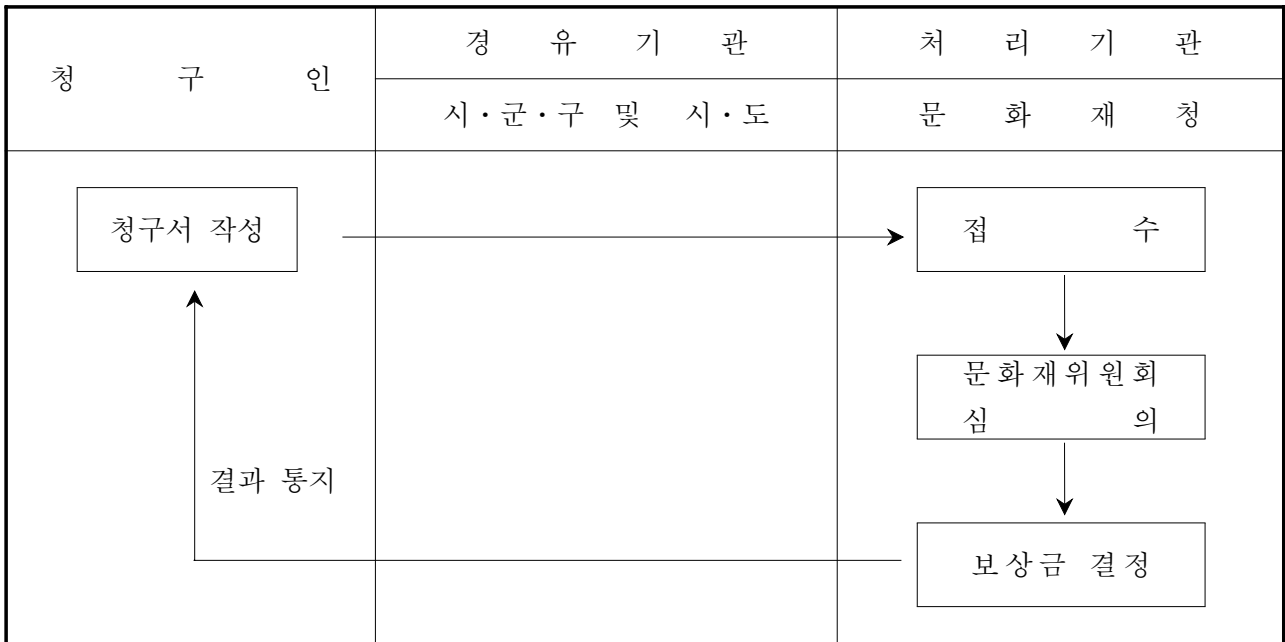 청 구 인
경 유 기 관
처 리 기 관
시·군·구 및 시·도
문 화 재 청
청구서 작성
접 수
문화재위원회
심 의
결과 통지
보상금 결정